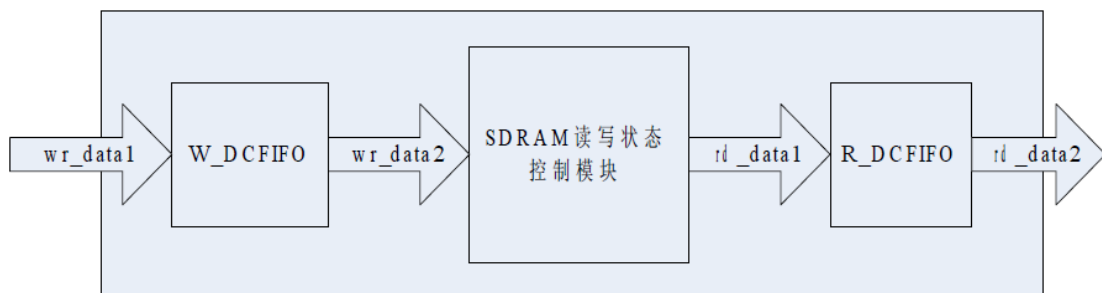 wr_data1
W_DCFIFO
wr_data2
SDRAM读写状态
控制模块
rd_data1
R_DCFIFO
rd_data2